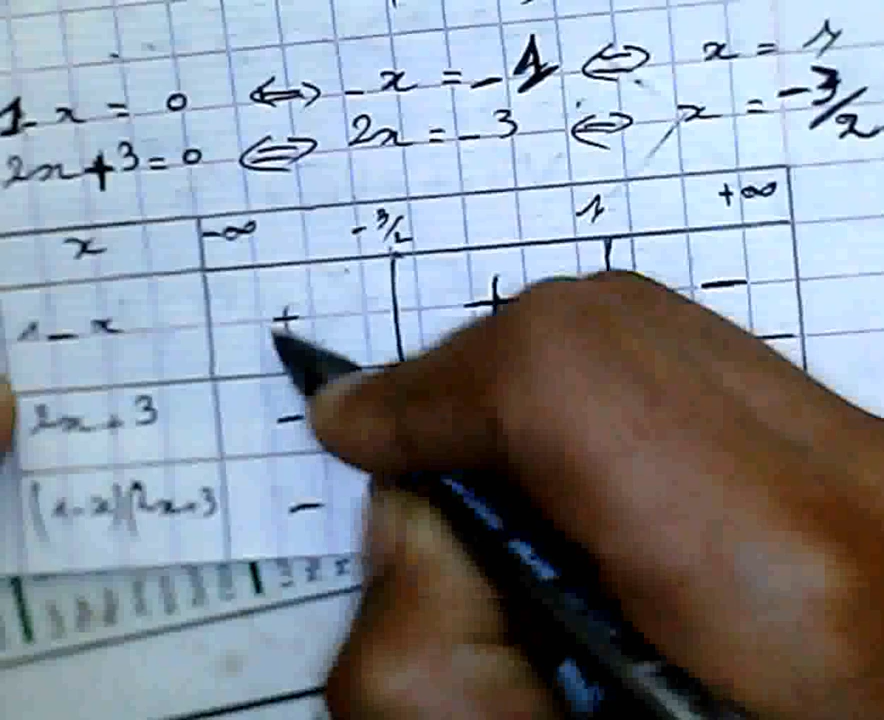 1-x = 0 ⇔ -x = -1 ⇔ x = 1
2x+3=0 ⇔ 2x=-3 ⇔ x = -3/2
x -∞ -3/2 1 +∞
1-x + + -
2x+3 -
(1-x)(2x+3 -